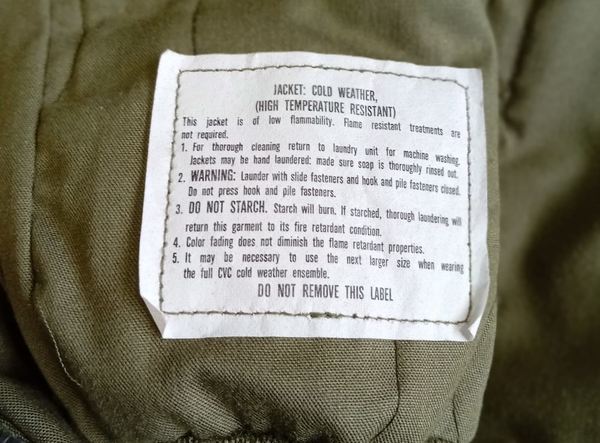 JACKET: COLD WEATHER,
(HIGH TEMPERATURE RESISTANT)
This jacket is of low flammability. Flame resistant treatments are
not required.
1. For thorough cleaning return to laundry unit for machine washing.
Jackets may be hand laundered: made sure soap is thoroughly rinsed out.
2. WARNING: Launder with slide fasteners and hook and pile fasteners closed.
Do not press hook and pile fasteners.
3. DO NOT STARCH. Starch will burn. If starched, thorough laundering will
return this garment to its fire retardant condition.
4. Color fading does not diminish the flame retardant properties.
5. It may be necessary to use the next larger size when wearing
the full CVC cold weather ensemble.
DO NOT REMOVE THIS LABEL